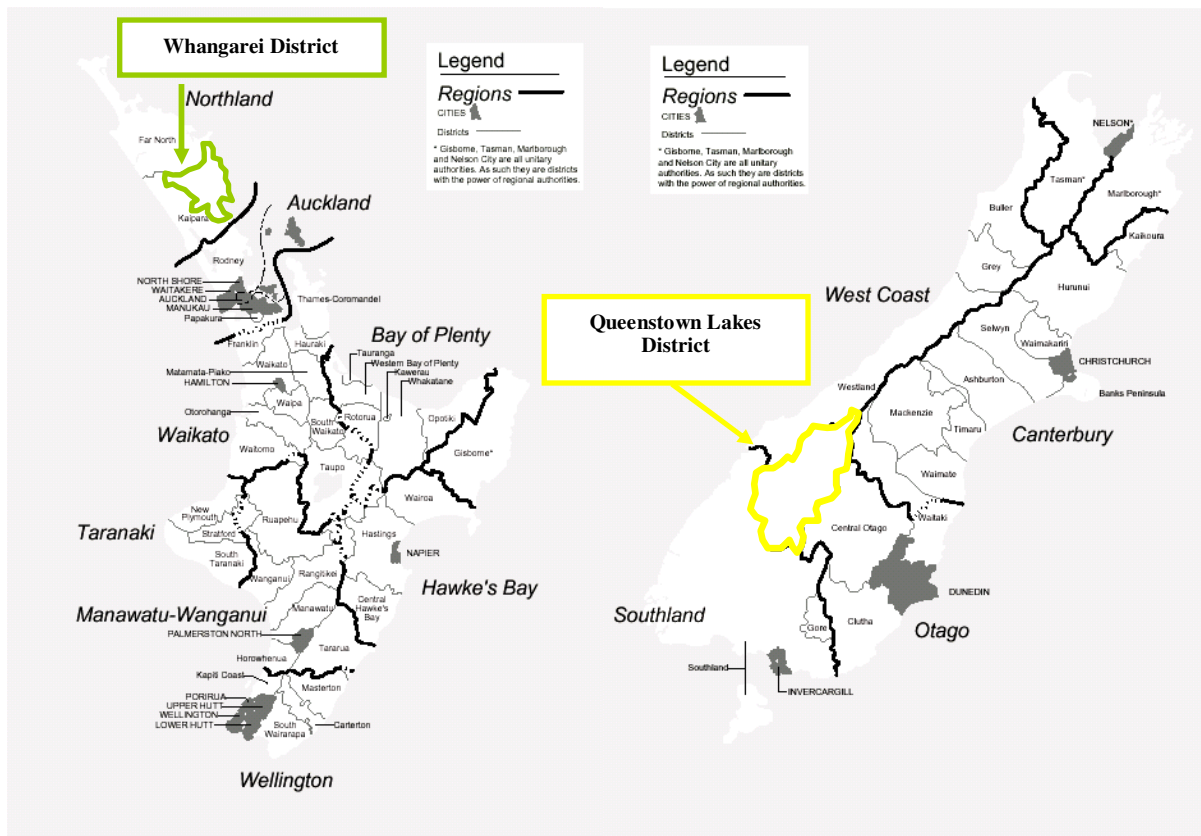 Whangarei District
Northland
Far North
Kaipara
Auckland
Rodney
NORTH SHORE
WAITAKERE
AUCKLAND
MANUKAU
Papakura
Thames-Coromandel
Franklin
Hauraki
Waikato
Matamata-Piako
HAMILTON
Waipa
Otorohanga
South
Waikato
Rotorua
Waikato
Waitomo
Taupo
Bay of Plenty
Tauranga
Western Bay of Plenty
Kawerau
Whakatane
Opotiki
Gisborne*
Wairoa
New
Plymouth
Stratford
South
Taranaki
Taranaki
Ruapehu
Hastings
NAPIER
Wanganui
Rangitikei
Hawke's Bay
Manawatu
Central
Hawke's
Bay
Manawatu-Wanganui
PALMERSTON NORTH
Tararua
Horowhenua
Kapiti Coast
Masterton
PORIRUA
UPPER HUTT
WELLINGTON
LOWER HUTT
South
Wairarapa
Carterton
Wellington
Legend
Regions
CITIES
Districts
* Gisborne, Tasman, Marlborough
and Nelson City are all unitary
authorities. As such they are districts
with the power of regional authorities.
Legend
Regions
CITIES
Districts
* Gisborne, Tasman, Marlborough
and Nelson City are all unitary
authorities. As such they are districts
with the power of regional authorities.
NELSON*
Tasman*
Marlborough*
Buller
Kaikoura
Grey
Hurunui
West Coast
Queenstown Lakes
District
Selwyn
Waimakariri
CHRISTCHURCH
Westland
Ashburton
Banks Peninsula
Mackenzie
Timaru
Canterbury
Waimate
Waitaki
Central Otago
DUNEDIN
Southland
Gore
Clutha
Otago
Southland
INVERCARGILL